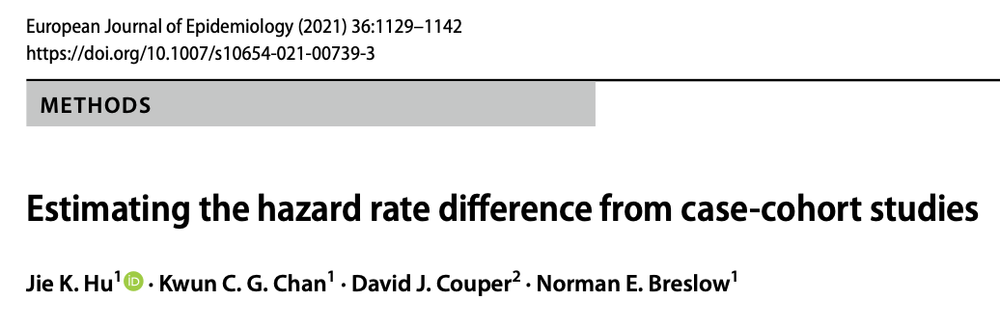 European Journal of Epidemiology (2021) 36:1129–1142
https://doi.org/10.1007/s10654-021-00739-3
METHODS
Estimating the hazard rate difference from case-cohort studies
Jie K. Hu¹ iD · Kwun C. G. Chan¹ · David J. Couper² · Norman E. Breslow¹